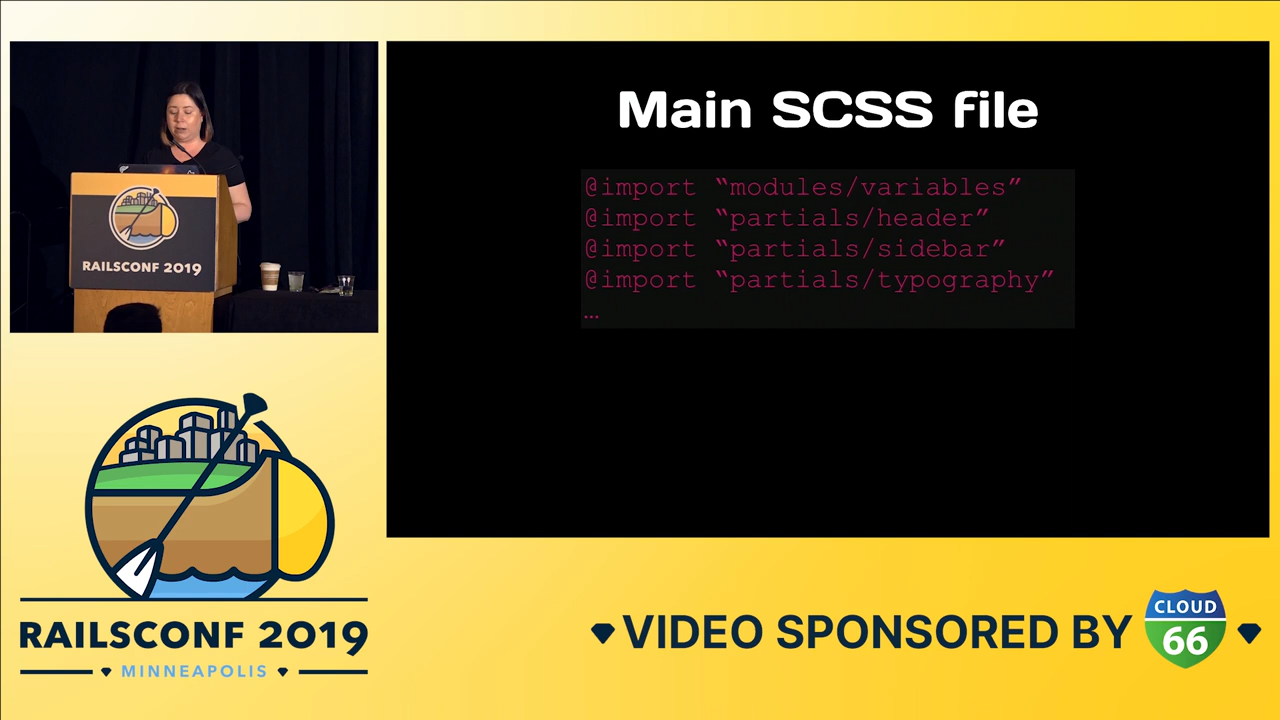 Main SCSS file
@import “modules/variables”
@import “partials/header”
@import “partials/sidebar”
@import “partials/typography”
…
RAILSCONF 2019
RAILSCONF 2019
MINNEAPOLIS
VIDEO SPONSORED BY
CLOUD
66